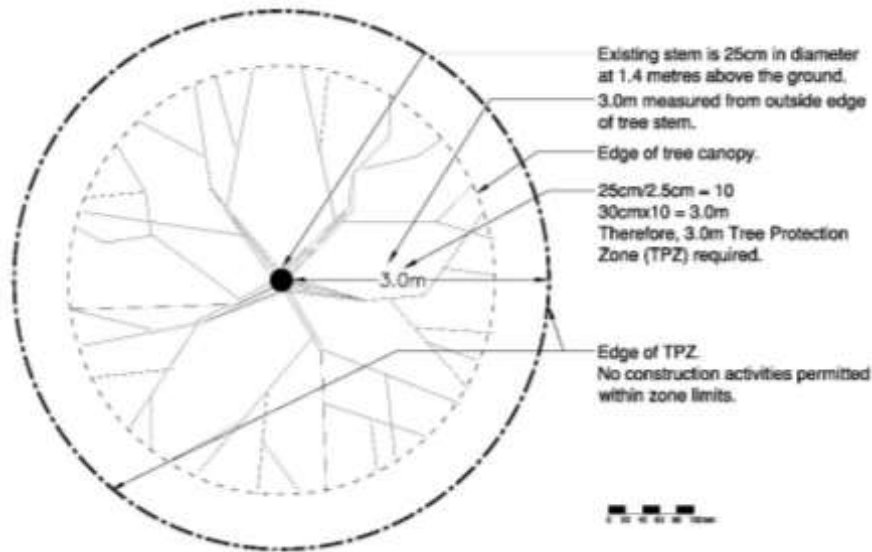 Existing stem is 25cm in diameter
at 1.4 metres above the ground.
3.0m measured from outside edge
of tree stem.
Edge of tree canopy.
25cm/2.5cm = 10
30cmx10 = 3.0m
Therefore, 3.0m Tree Protection
Zone (TPZ) required.
3.0m
Edge of TPZ.
No construction activities permitted
within zone limits.